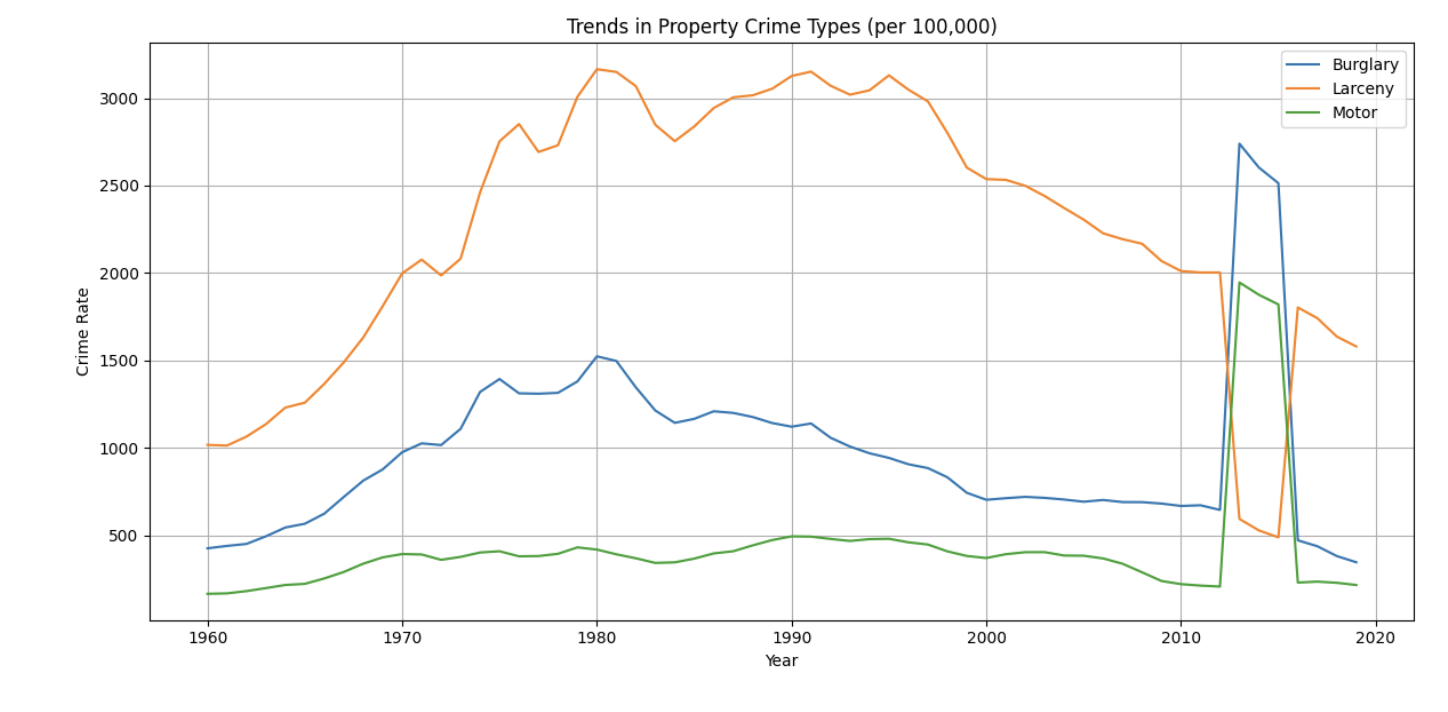 Trends in Property Crime Types (per 100,000)
Burglary
Larceny
Motor
Crime Rate
3000
2500
2000
1500
1000
500
1960 1970 1980 1990 2000 2010 2020
Year